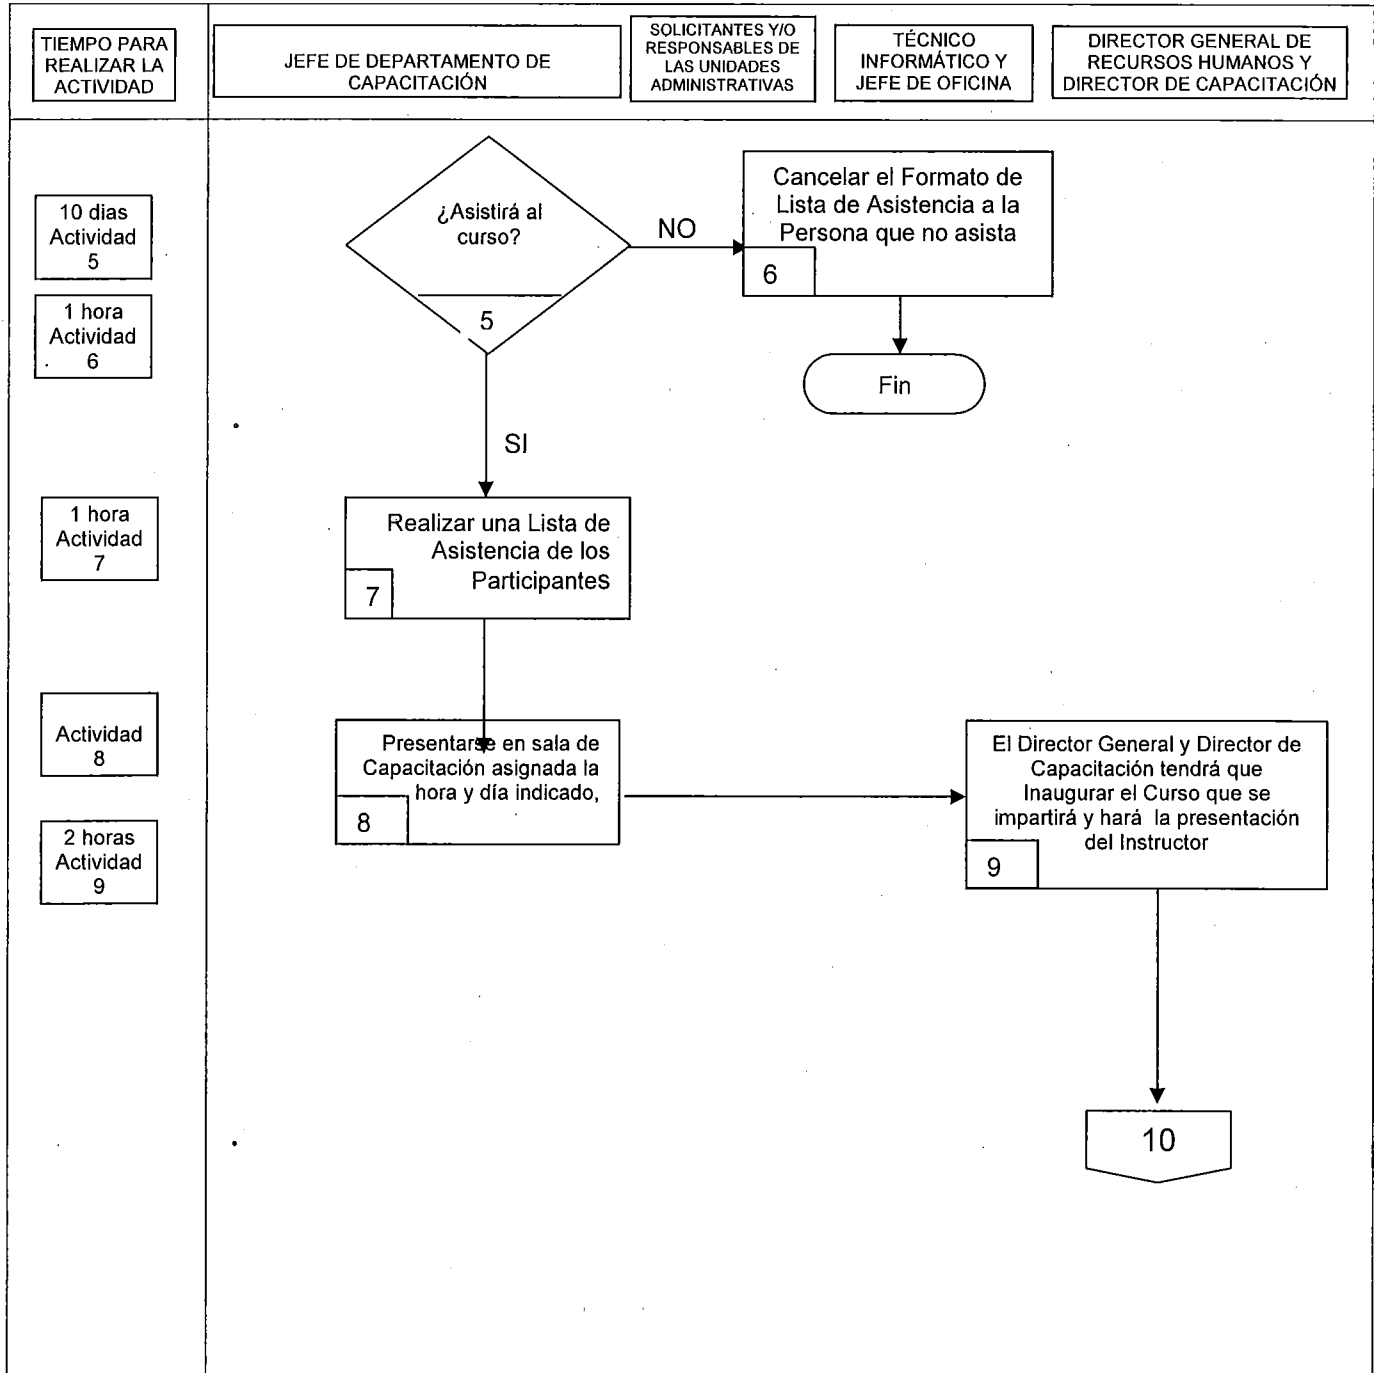 TIEMPO PARA
REALIZAR LA
ACTIVIDAD
JEFE DE DEPARTAMENTO DE
CAPACITACIÓN
SOLICITANTES Y/O
RESPONSABLES DE
LAS UNIDADES
ADMINISTRATIVAS
TÉCNICO
INFORMÁTICO Y
JEFE DE OFICINA
DIRECTOR GENERAL DE
RECURSOS HUMANOS Y
DIRECTOR DE CAPACITACIÓN
10 dias
Actividad
5
¿Asistirá al
curso?
5
NO
Cancelar el Formato de
Lista de Asistencia a la
Persona que no asista
6
1 hora
Actividad
6
Fin
SI
1 hora
Actividad
7
Realizar una Lista de
Asistencia de los
Participantes
7
Actividad
8
Presentarse en sala de
Capacitación asignada la
hora y día indicado,
8
El Director General y Director de
Capacitación tendrá que
Inaugurar el Curso que se
impartirá y hará la presentación
del Instructor
9
2 horas
Actividad
9
10